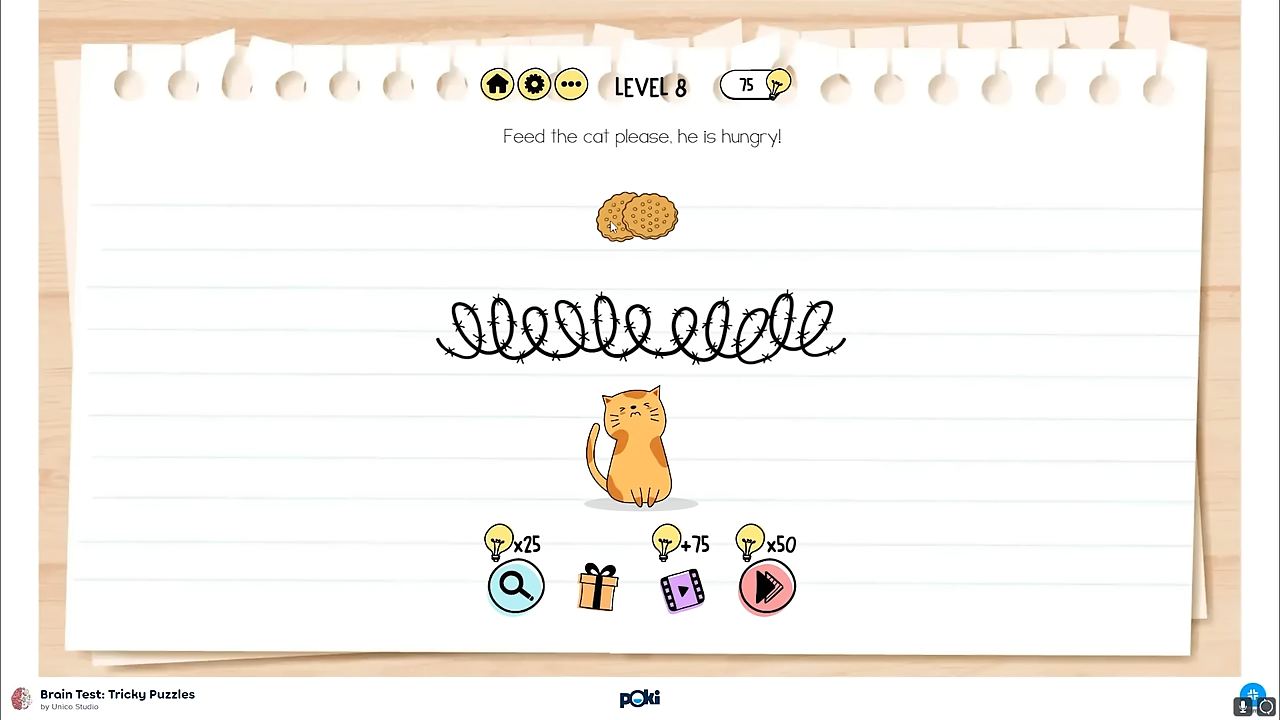 LEVEL 8
75
Feed the cat please, he is hungry!
x25
+75
x50
Brain Test: Tricky Puzzles
by Unico Studio
poki